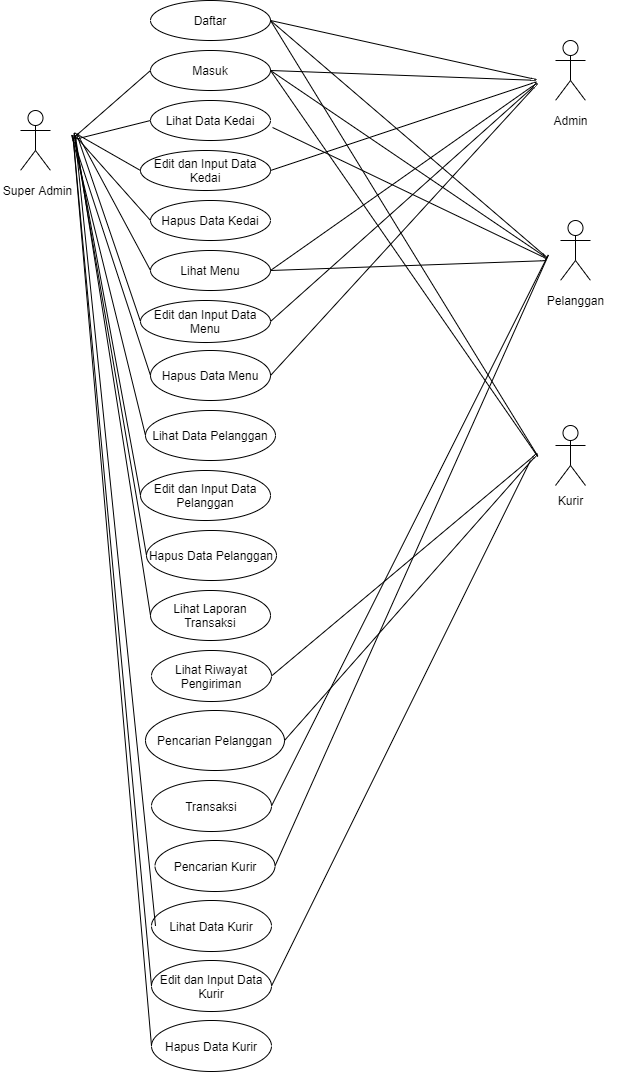 Daftar
Masuk
Lihat Data Kedai
Edit dan Input Data
Kedai
Hapus Data Kedai
Lihat Menu
Edit dan Input Data
Menu
Hapus Data Menu
Lihat Data Pelanggan
Edit dan Input Data
Pelanggan
Hapus Data Pelanggan
Lihat Laporan
Transaksi
Lihat Riwayat
Pengiriman
Pencarian Pelanggan
Transaksi
Pencarian Kurir
Lihat Data Kurir
Edit dan Input Data
Kurir
Hapus Data Kurir
Super Admin
Admin
Pelanggan
Kurir